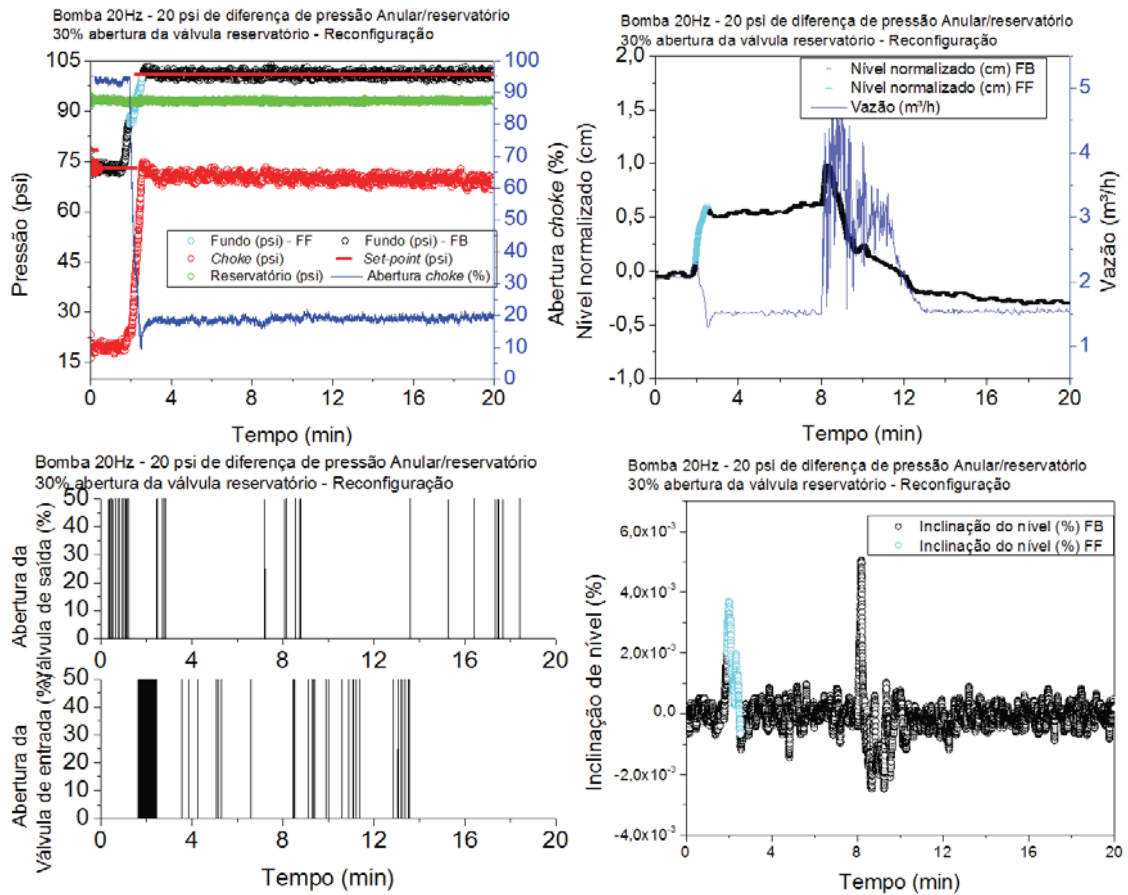 Bomba 20Hz - 20 psi de diferença de pressão Anular/reservatório
30% abertura da válvula reservatório - Reconfiguração
105
90
75
60
45
30
15
Pressão (psi)
100
90
80
70
60
50
40
30
20
10
0
Abertura choke (%)
Fundo (psi) - FF
Fundo (psi) - FB
Choke (psi)
Set-point (psi)
Reservatório (psi)
Abertura choke (%)
0
4
8
12
16
20
Tempo (min)
Bomba 20Hz - 20 psi de diferença de pressão Anular/reservatório
30% abertura da válvula reservatório - Reconfiguração
2,0
1,5
1,0
0,5
0,0
-0,5
-1,0
Nível normalizado (cm)
Nível normalizado (cm) FB
Nível normalizado (cm) FF
Vazão (m³/h)
5
4
3
2
1
Vazão (m³/h)
0
4
8
12
16
20
Tempo (min)
Bomba 20Hz - 20 psi de diferença de pressão Anular/reservatório
30% abertura da válvula reservatório - Reconfiguração
Abertura da
Válvula de saída (%)
50
40
30
20
10
0
0
4
8
12
16
20
Abertura da
Válvula de entrada (%)
50
40
30
20
10
0
0
4
8
12
16
20
Tempo (min)
Bomba 20Hz - 20 psi de diferença de pressão Anular/reservatório
30% abertura da válvula reservatório - Reconfiguração
Inclinação de nível (%)
6,0x10⁻³
4,0x10⁻³
2,0x10⁻³
0,0
-2,0x10⁻³
-4,0x10⁻³
Inclinação do nível (%) FB
Inclinação do nível (%) FF
0
4
8
12
16
20
Tempo (min)